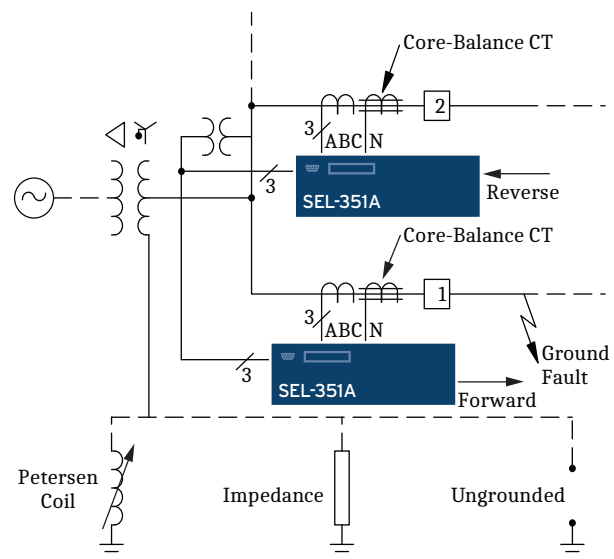 Core-Balance CT
2
3
ABC N
3
SEL-351A
Reverse
Core-Balance CT
1
3
ABC N
3
SEL-351A
Ground
Fault
Forward
Petersen
Coil
Impedance
Ungrounded